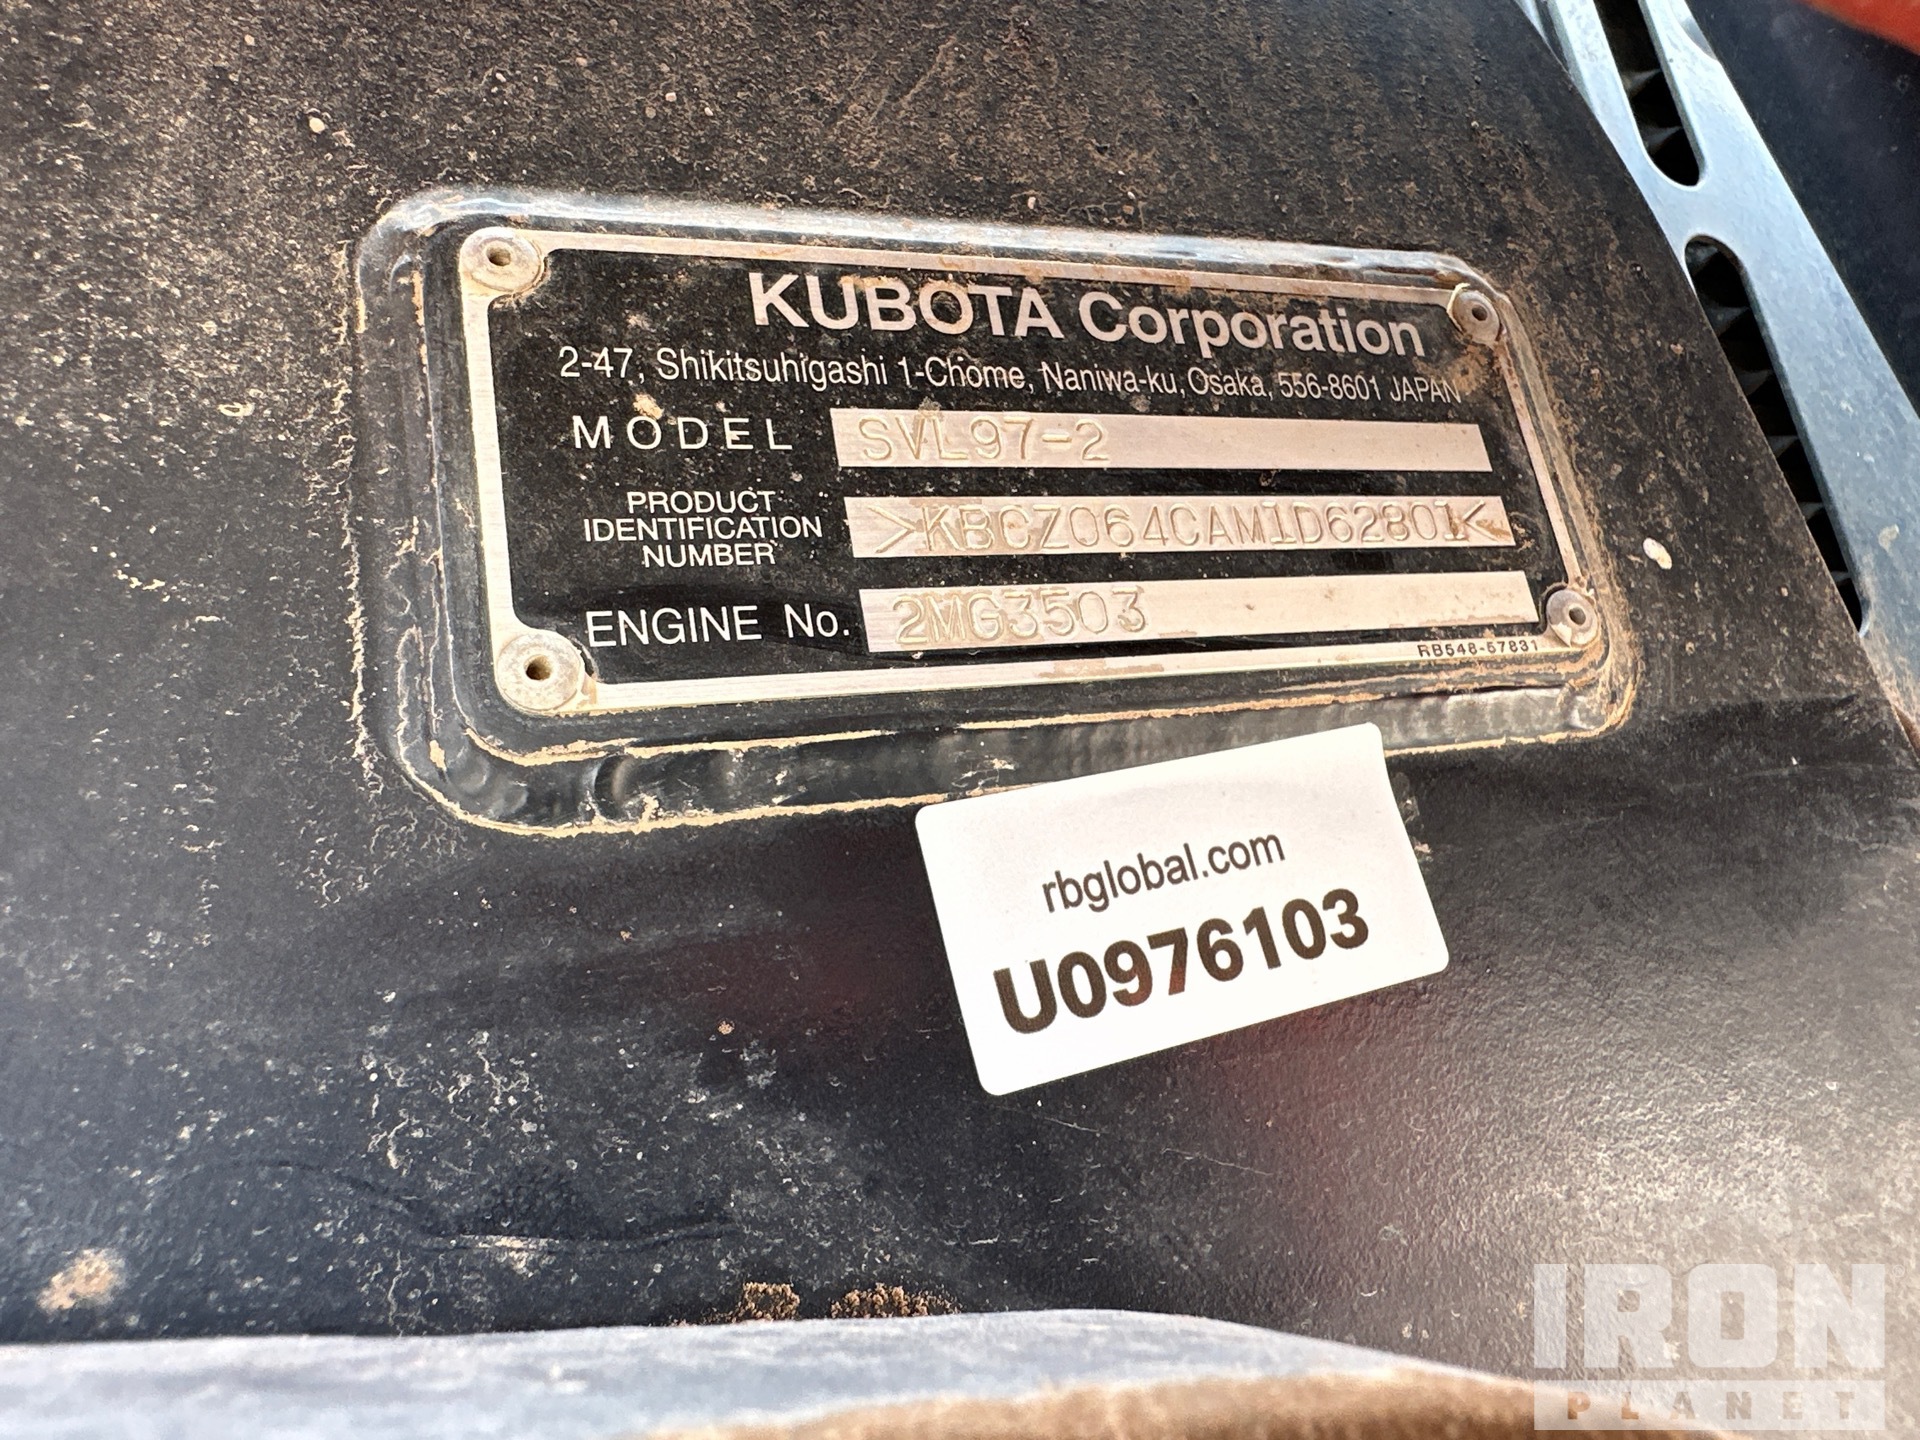 KUBOTA Corporation
2-47, Shikitsuhigashi 1-Chome, Naniwa-ku, Osaka, 556-8601 JAPAN
MODEL SVL97-2
PRODUCT
IDENTIFICATION
NUMBER
>KBCZ064CAM1D62801<
ENGINE No. 2MG3503
RB548-57831
rbglobal.com
U0976103
IRON
PLANET